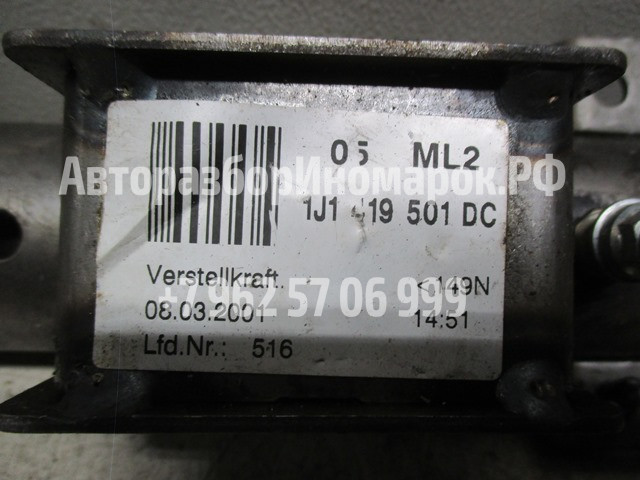 05 ML2
АвторазборИномарок.РФ
1J1 419 501 DC
Verstellkraft. <149N
+7 962 57 06 999
08.03.2001 14:51
Lfd.Nr.: 516